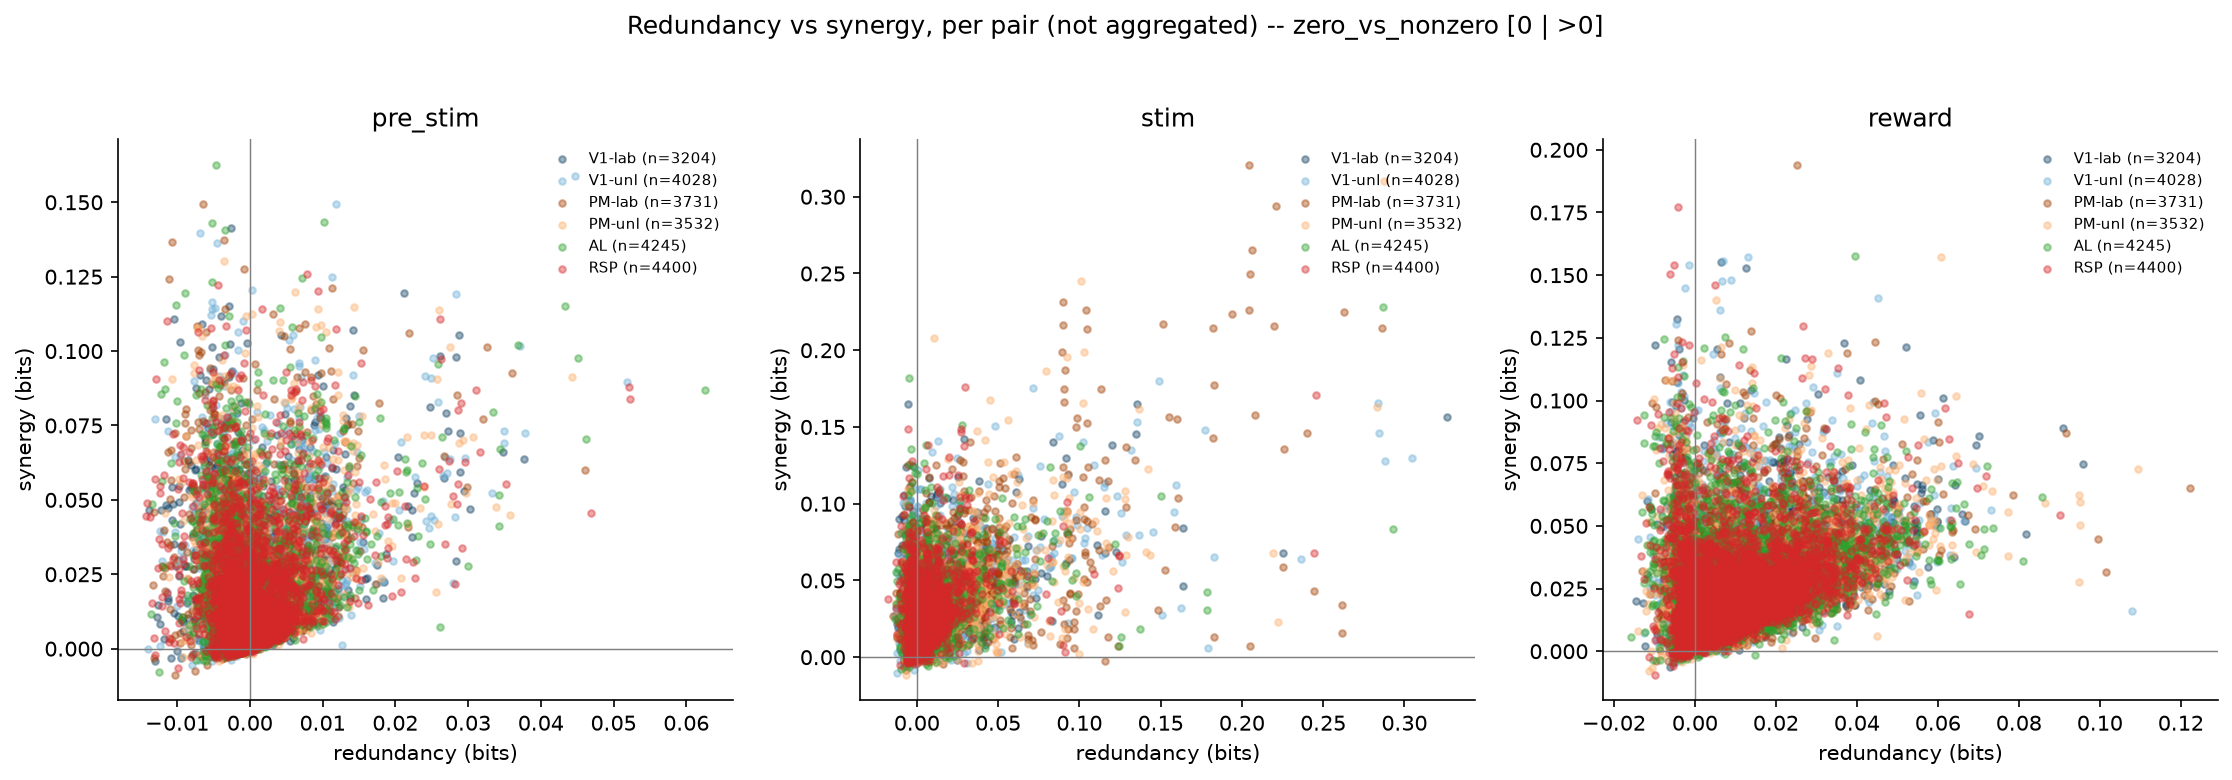 Redundancy vs synergy, per pair (not aggregated) -- zero_vs_nonzero [0 | >0]
pre_stim
synergy (bits)
0.150
0.125
0.100
0.075
0.050
0.025
0.000
−0.01 0.00 0.01 0.02 0.03 0.04 0.05 0.06
redundancy (bits)
V1-lab (n=3204)
V1-unl (n=4028)
PM-lab (n=3731)
PM-unl (n=3532)
AL (n=4245)
RSP (n=4400)
stim
synergy (bits)
0.30
0.25
0.20
0.15
0.10
0.05
0.00
0.00 0.05 0.10 0.15 0.20 0.25 0.30
redundancy (bits)
V1-lab (n=3204)
V1-unl (n=4028)
PM-lab (n=3731)
PM-unl (n=3532)
AL (n=4245)
RSP (n=4400)
reward
synergy (bits)
0.200
0.175
0.150
0.125
0.100
0.075
0.050
0.025
0.000
−0.02 0.00 0.02 0.04 0.06 0.08 0.10 0.12
redundancy (bits)
V1-lab (n=3204)
V1-unl (n=4028)
PM-lab (n=3731)
PM-unl (n=3532)
AL (n=4245)
RSP (n=4400)